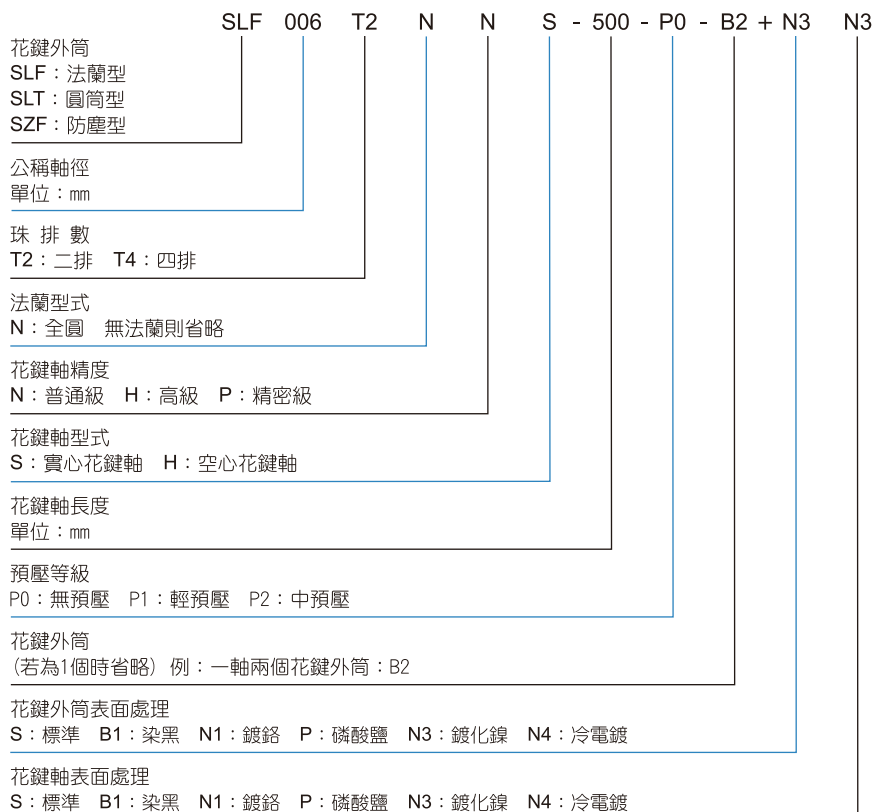 SLF 006 T2 N N S - 500 - P0 - B2 + N3 N3
花鍵外筒
SLF：法蘭型
SLT：圓筒型
SZF：防塵型
公稱軸徑
單位：mm
珠 排 數
T2：二排 T4：四排
法蘭型式
N：全圓 無法蘭則省略
花鍵軸精度
N：普通級 H：高級 P：精密級
花鍵軸型式
S：實心花鍵軸 H：空心花鍵軸
花鍵軸長度
單位：mm
預壓等級
P0：無預壓 P1：輕預壓 P2：中預壓
花鍵外筒
(若為1個時省略) 例：一軸兩個花鍵外筒：B2
花鍵外筒表面處理
S：標準 B1：染黑 N1：鍍鉻 P：磷酸鹽 N3：鍍化鎳 N4：冷電鍍
花鍵軸表面處理
S：標準 B1：染黑 N1：鍍鉻 P：磷酸鹽 N3：鍍化鎳 N4：冷電鍍